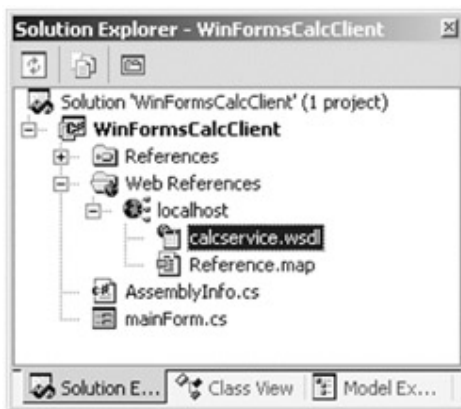 Solution Explorer - WinFormsCalcClient
Solution 'WinFormsCalcClient' (1 project)
WinFormsCalcClient
References
Web References
localhost
calcservice.wsdl
Reference.map
AssemblyInfo.cs
mainForm.cs
Solution E... Class View Model Ex...